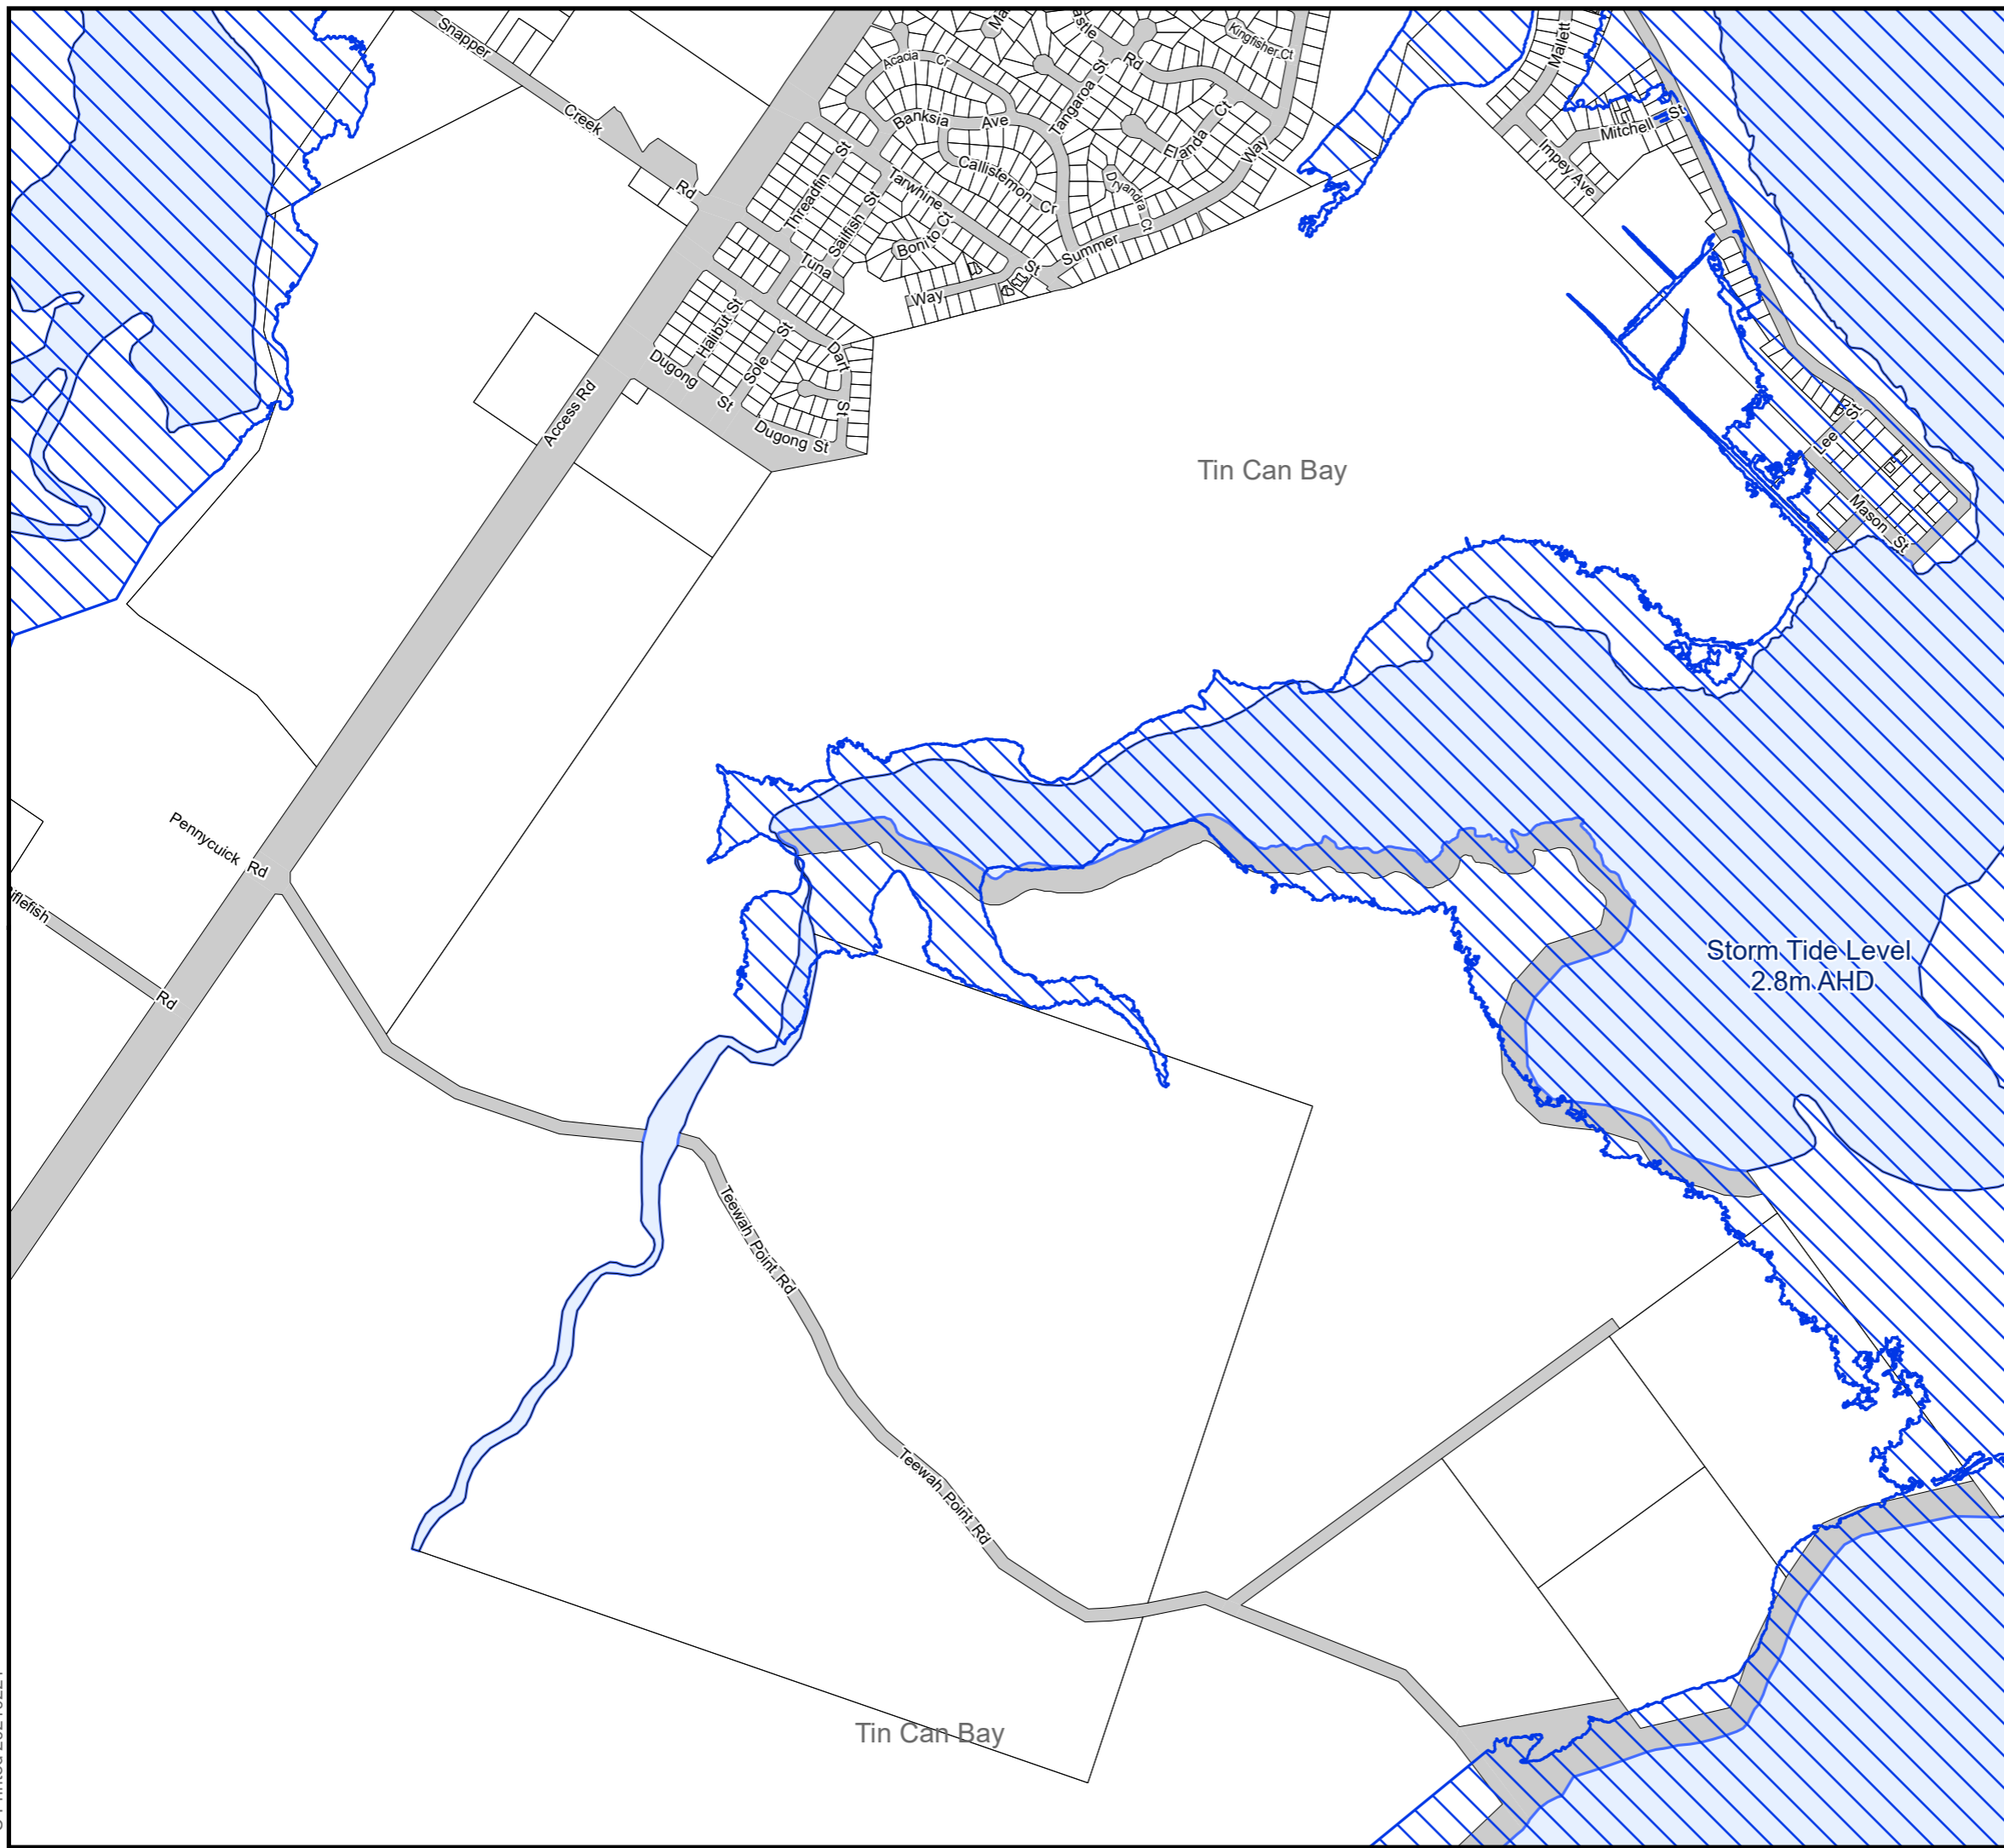 Snapper
Creek
Rd
Acacia Cr
Rd
Kingfisher Ct
Mallett
Banksia Ave
Tangaroa St
Elanda Ct
Mitchell St
Impey Ave
Callistemon Cr
Dryandra Ct
Way
Threadfin St
Sailfish St
Tarwhine
St
Bonito Ct
Summer
Tuna
Way
Halibut St
Sole St
Dart
St
Dugong
St
Dugong St
Access Rd
Lee St
Mason St
Tin Can Bay
Pennycuick Rd
Rd
Storm Tide Level
2.8m AHD
Teewah Point Rd
Teewah Point Rd
Tin Can Bay